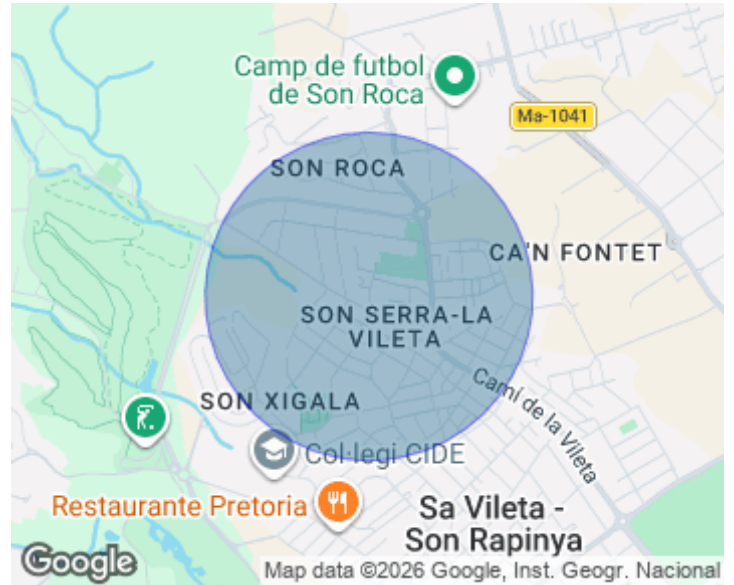 Camp de futbol
de Son Roca
Ma-1041
SON ROCA
CA'N FONTET
SON SERRA-LA
VILETA
SON XIGALA
Camí de la Vileta
Col·legi CIDE
Restaurante Pretoria
Sa Vileta -
Son Rapinya
Google
Map data ©2026 Google, Inst. Geogr. Nacional